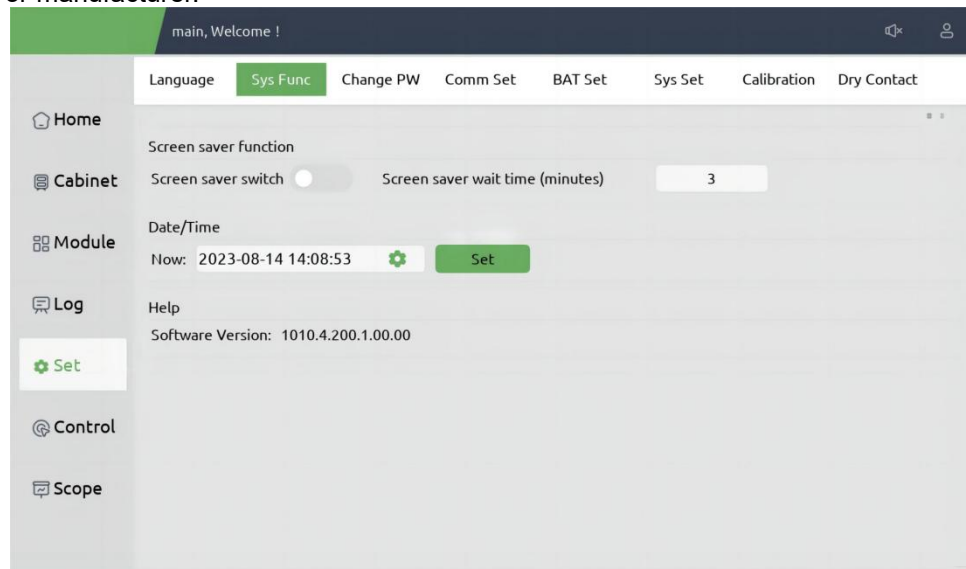 main, Welcome !
Language Sys Func Change PW Comm Set BAT Set Sys Set Calibration Dry Contact
Home
Screen saver function
Cabinet
Screen saver switch Screen saver wait time (minutes) 3
Date/Time
Module
Now: 2023-08-14 14:08:53 Set
Log
Help
Software Version: 1010.4.200.1.00.00
Set
Control
Scope